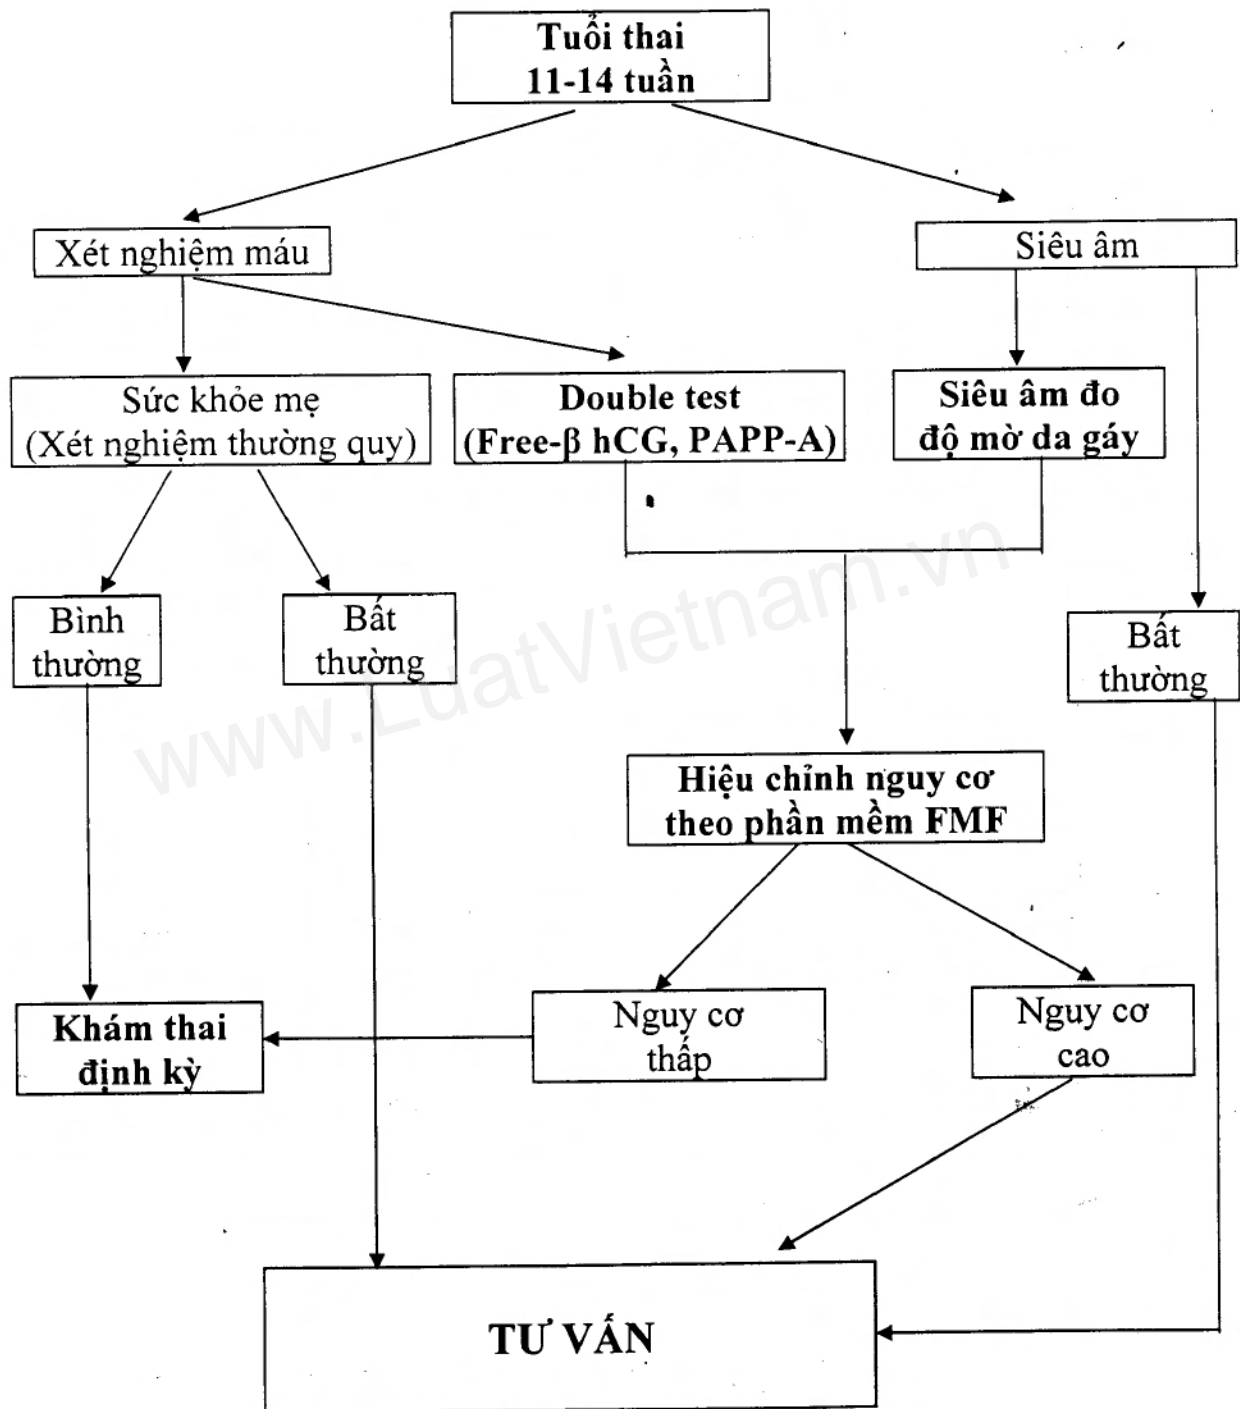 Tuổi thai
11-14 tuần
Xét nghiệm máu
Siêu âm
Sức khỏe mẹ
(Xét nghiệm thường quy)
Double test
(Free-β hCG, PAPP-A)
Siêu âm đo
độ mờ da gáy
Bình
thường
Bất
thường
Bất
thường
www.LuatVietnam.vn
Hiệu chỉnh nguy cơ
theo phần mềm FMF
Khám thai
định kỳ
Nguy cơ
thấp
Nguy cơ
cao
TƯ VẤN